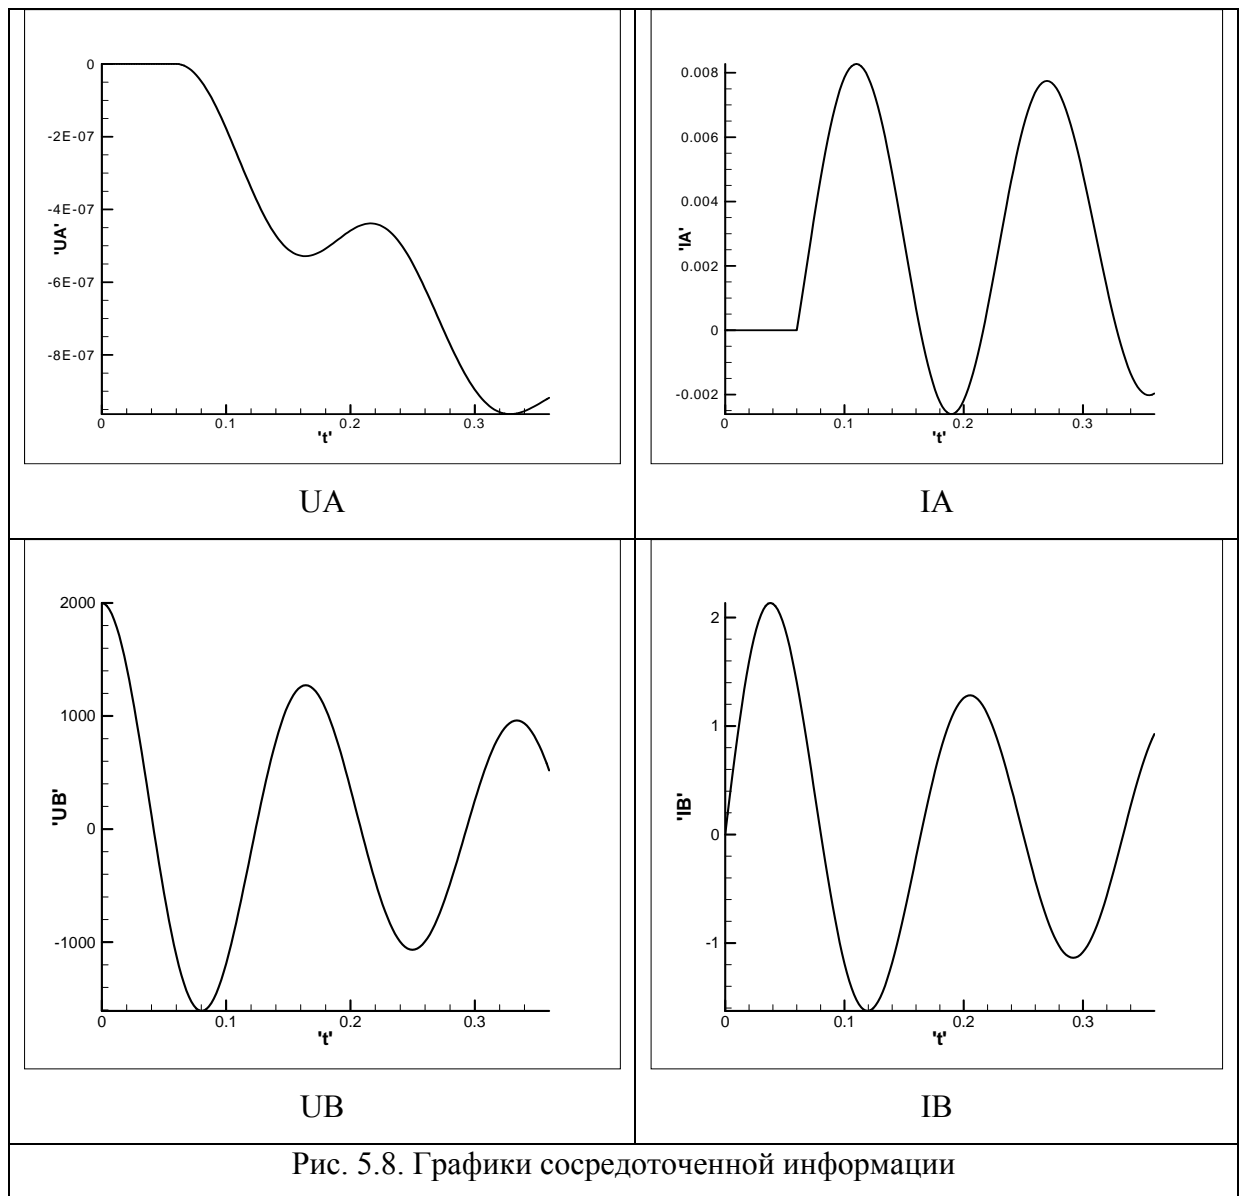 0
-2E-07
-4E-07
-6E-07
-8E-07
'UA'
0 0.1 0.2 0.3
't'
UA
0.008
0.006
0.004
0.002
0
-0.002
'IA'
0 0.1 0.2 0.3
't'
IA
2000
1000
0
-1000
'UB'
0 0.1 0.2 0.3
't'
UB
2
1
0
-1
'IB'
0 0.1 0.2 0.3
't'
IB
Рис. 5.8. Графики сосредоточенной информации